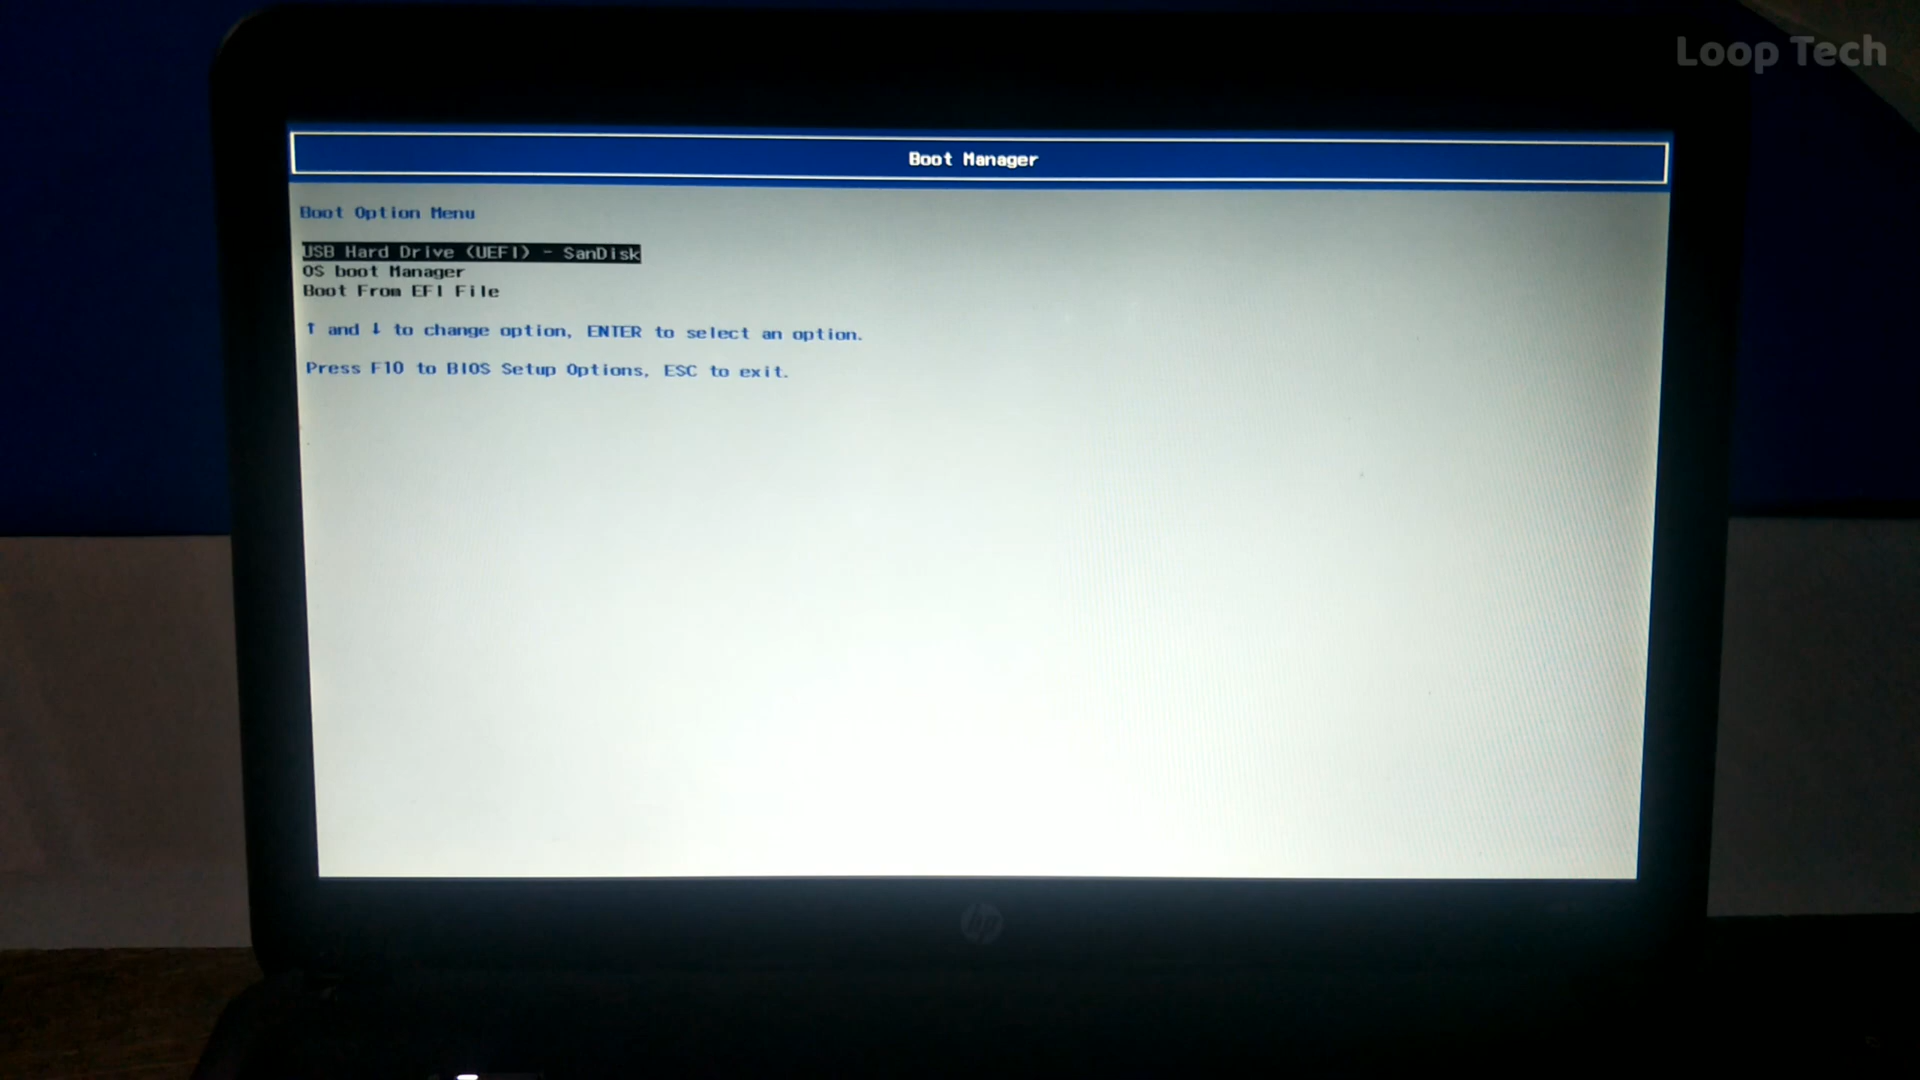 Loop Tech
Boot Manager
Boot Option Menu
USB Hard Drive (UEFI) - SanDisk
OS boot Manager
Boot From EFI File
↑ and ↓ to change option, ENTER to select an option.
Press F10 to BIOS Setup Options, ESC to exit.
hp